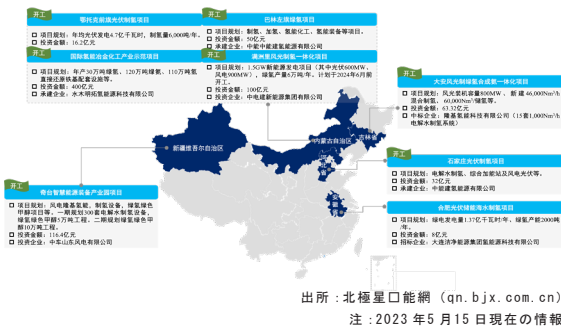 开工
鄂托克前旗光伏制氢项目
项目规划:年均光伏发电4.7亿千瓦时,制氢量6,000吨/年。
投资金额:16.2亿元
开工
巴林左旗绿氢项目
项目规划:制氢、加氢、氢能化工、氢能装备等项目。
投资金额:50亿元
承建企业:中能中能建氢能源有限公司
开工
国际氢能冶金化工产业示范项目
项目规划:年产30万吨绿氢、120万吨绿氨、110万吨氢
直接还原铁基配套设施等。
投资金额:400亿元
承建企业:水木明拓氢能源科技有限公司
满洲里风光制氢一体化项目
项目规划:1.5GW新能源发电项目(其中光伏600MW、
风电900MW),绿氢产量6万吨/年。计划于2024年6月前
开工。
投资金额:100亿元
投资企业:中电建新能源集团有限公司
开工
大安风光制绿氢合成氨一体化项目
项目规划:风光装机容量800MW、新建46,000Nm³/h
混合制氢、60,000Nm³/h储氢等。
投资金额:63.32亿元
中标企业:隆基氢能科技有限公司(15套1,000Nm³/h
电解水制氢系统)
新疆维吾尔自治区
内蒙古自治区
吉林省
河北省
安徽省
开工
石家庄光伏制氢项目
项目规划:电解水制氢、综合加能站及风电光伏等。
投资金额:32亿元
承建企业:中能建氢能源有限公司
开工
奇台智慧能源装备产业园项目
项目规划:风电隆基氢能、制氢设备、绿氢绿色
甲醇项目等。一期规划300套电解水制氢设备、
绿氢绿色甲醇5万吨工程。二期规划绿氢绿色甲
醇10万吨工程。
投资金额:116.4亿元
投资企业:中车山东风电有限公司
合肥光伏储能海水制氢项目
项目规划:绿电发电量1.37亿千瓦时/年、绿氢产能2000吨
/年。
投资金额:8亿元
招标企业:大连洁净能源集团氢能源科技有限公司
出所:北極星口能網(qn.bjx.com.cn)
注:2023年5月15日現在の情報